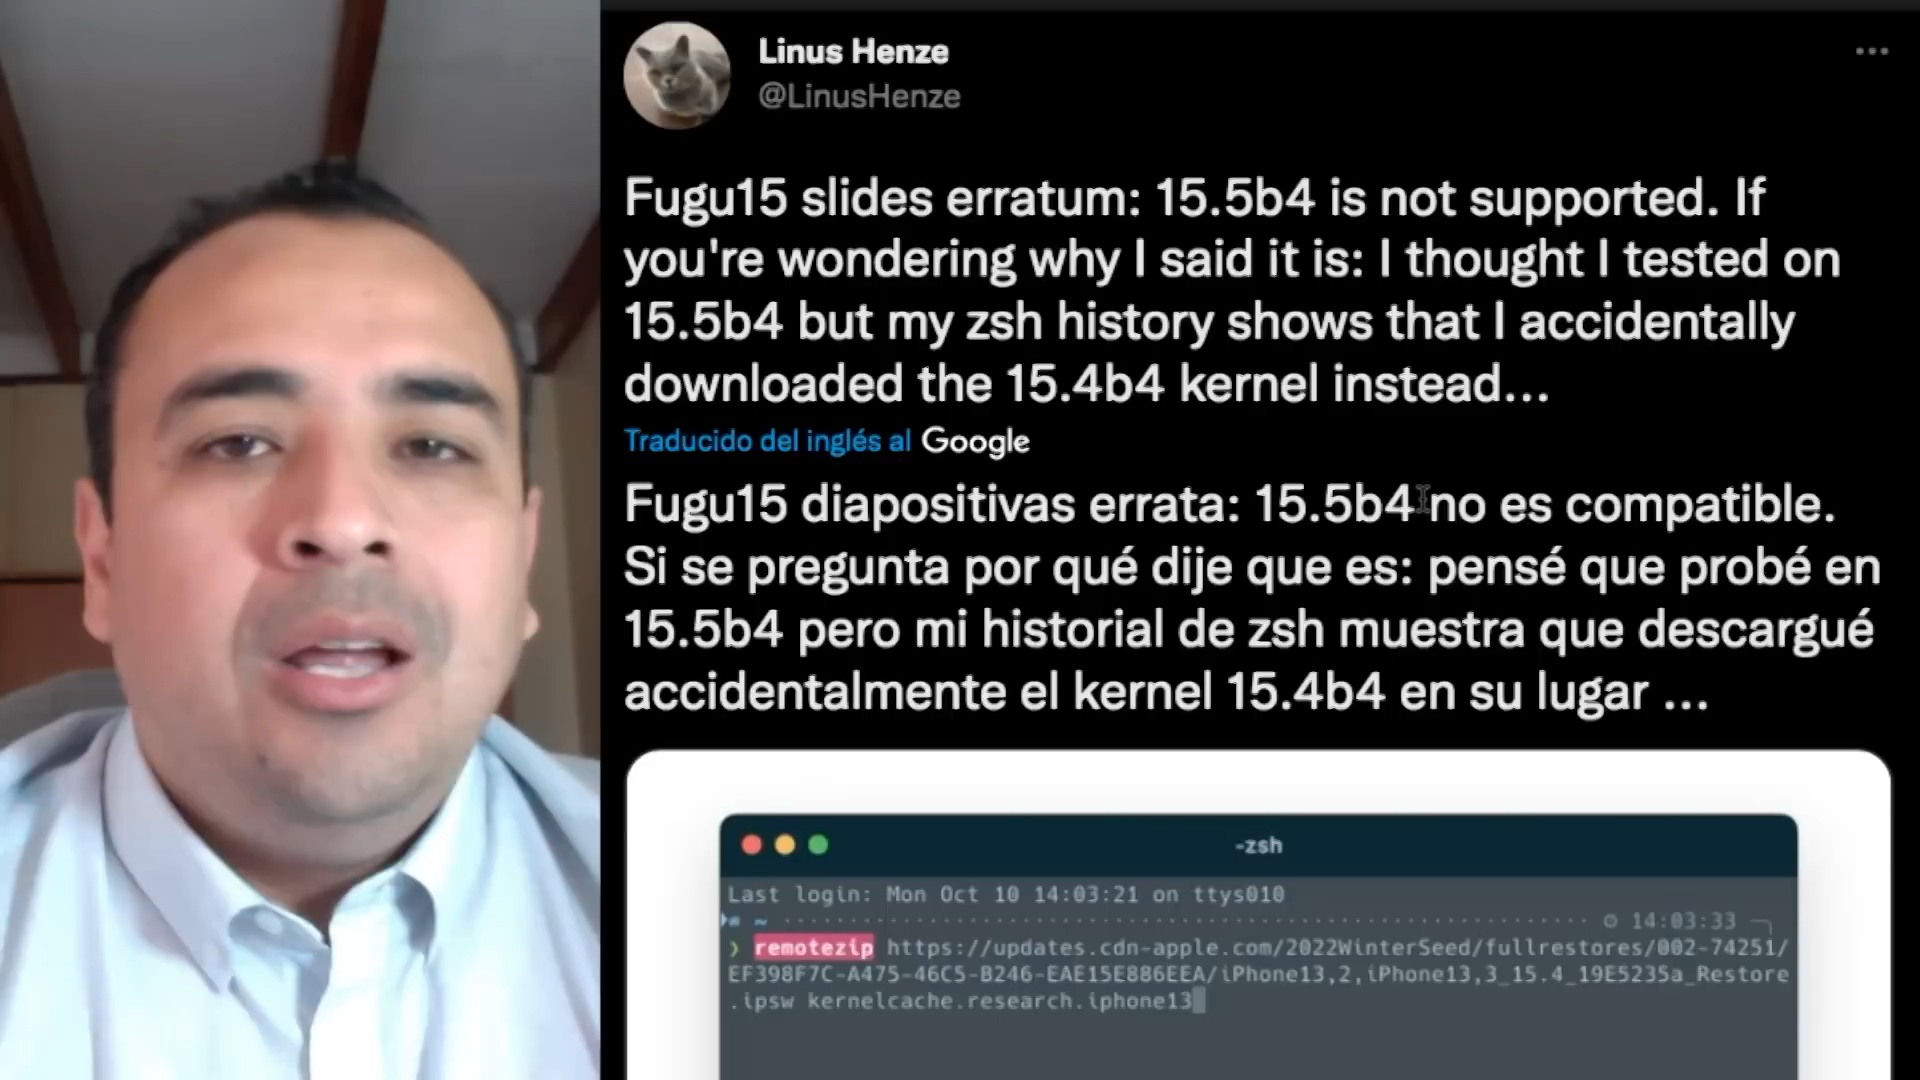 Linus Henze
@LinusHenze
Fugu15 slides erratum: 15.5b4 is not supported. If
you're wondering why I said it is: I thought I tested on
15.5b4 but my zsh history shows that I accidentally
downloaded the 15.4b4 kernel instead...
Traducido del inglés al Google
Fugu15 diapositivas errata: 15.5b4 no es compatible.
Si se pregunta por qué dije que es: pensé que probé en
15.5b4 pero mi historial de zsh muestra que descargué
accidentalmente el kernel 15.4b4 en su lugar ...
-zsh
Last login: Mon Oct 10 14:03:21 on ttys010
~ 14:03:33
❯ remotezip https://updates.cdn-apple.com/2022WinterSeed/fullrestores/002-74251/
EF398F7C-A475-46C5-B246-EAE15E886EEA/iPhone13,2,iPhone13,3_15.4_19E5235a_Restore
.ipsw kernelcache.research.iphone13